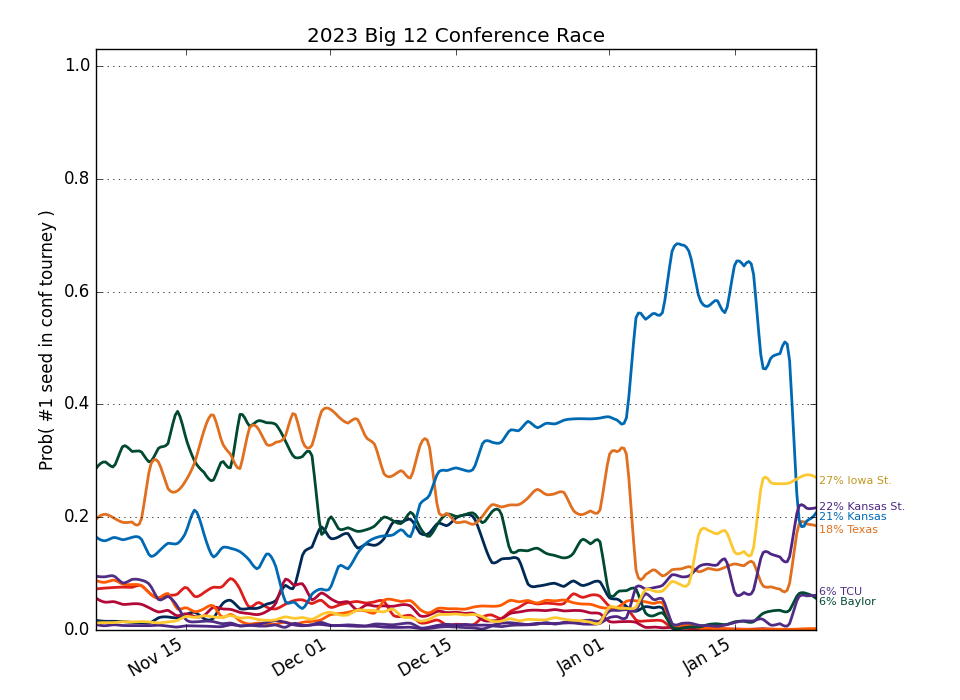 2023 Big 12 Conference Race
Prob( #1 seed in conf tourney )
1.0
0.8
0.6
0.4
0.2
0.0
27% Iowa St.
22% Kansas St.
21% Kansas
18% Texas
6% TCU
6% Baylor
Nov 15
Dec 01
Dec 15
Jan 01
Jan 15